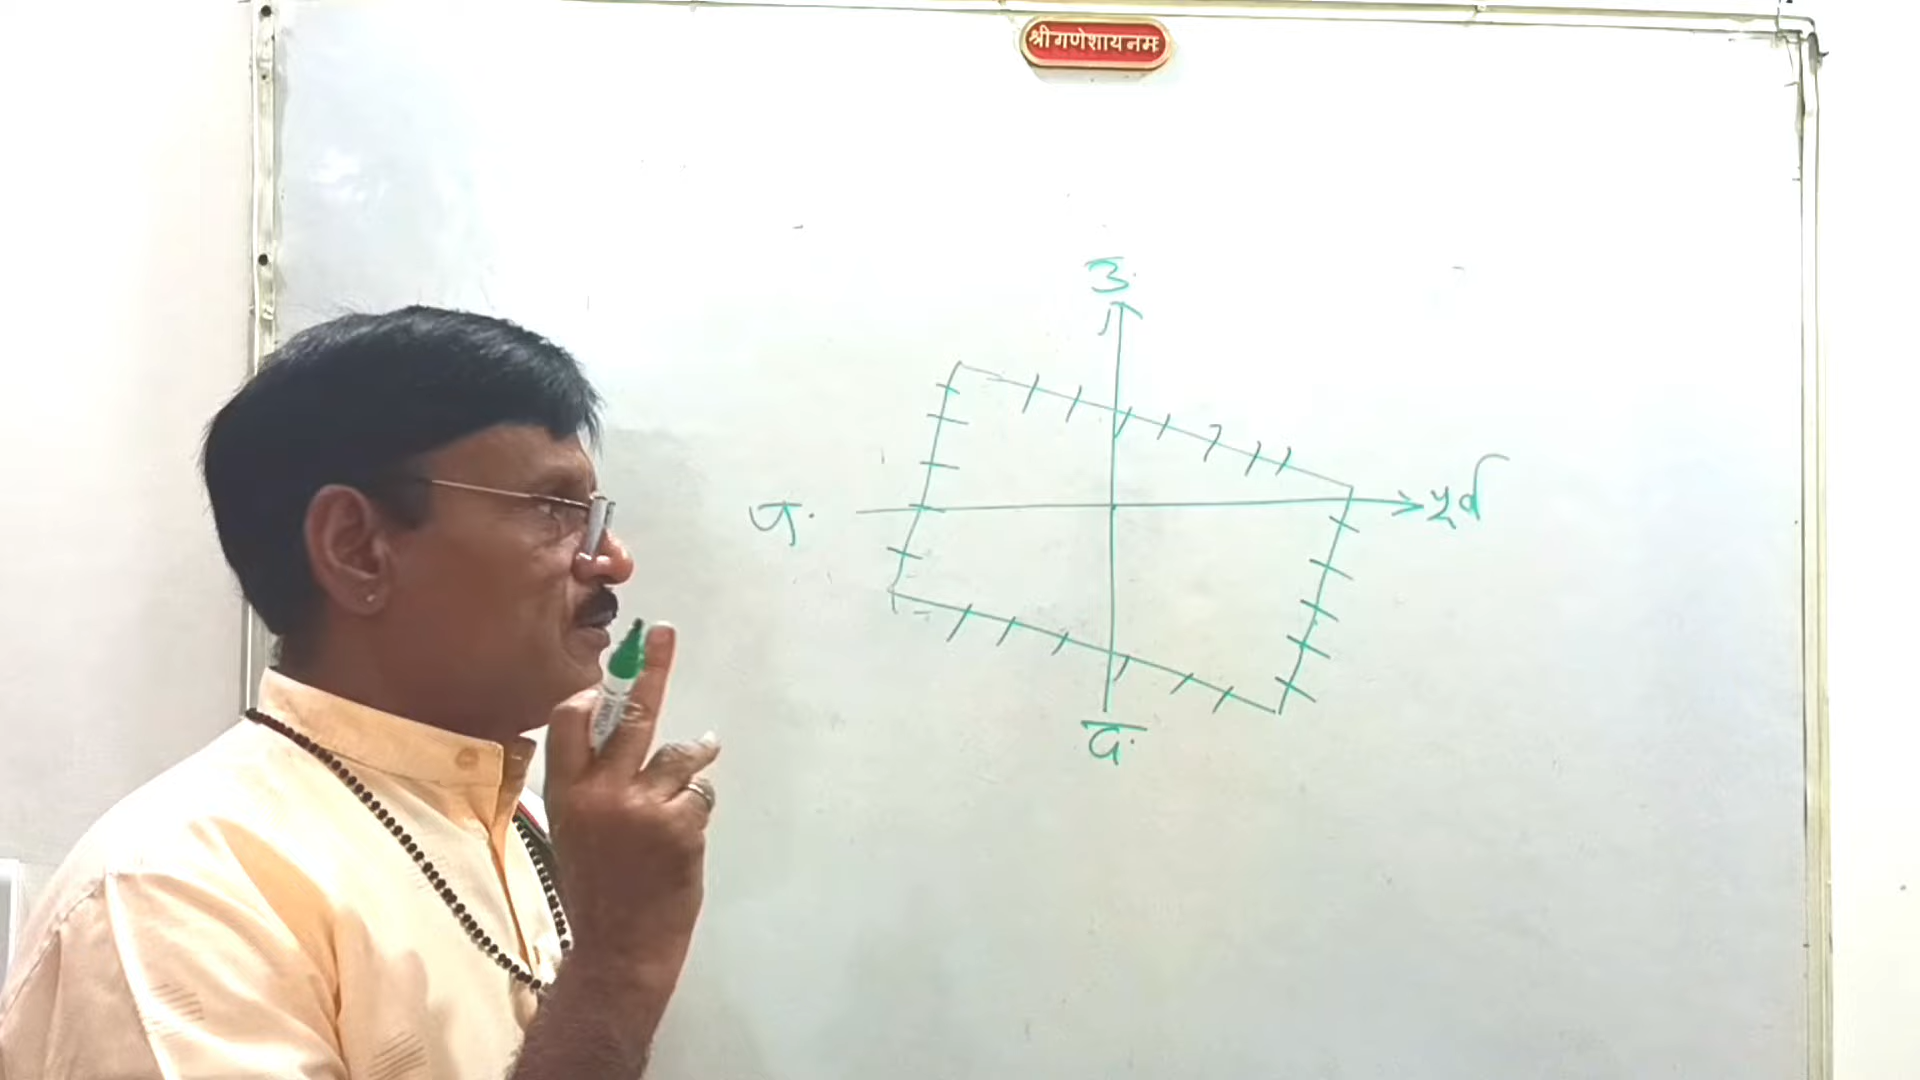 श्री गणेशाय नमः
उ.
प.
पूर्व
द.